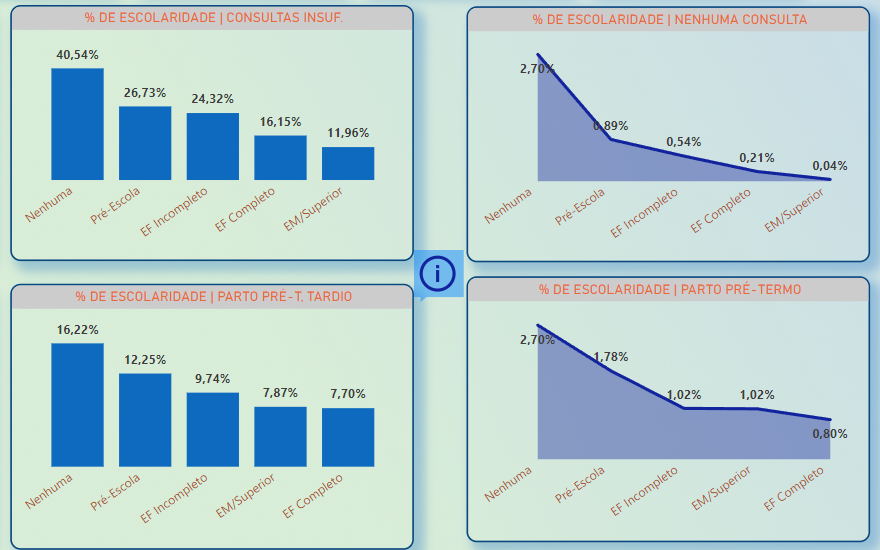 % DE ESCOLARIDADE | CONSULTAS INSUF.
40,54%
26,73%
24,32%
16,15%
11,96%
Nenhuma
Pré-Escola
EF Incompleto
EF Completo
EM/Superior
% DE ESCOLARIDADE | NENHUMA CONSULTA
2,70%
0,89%
0,54%
0,21%
0,04%
Nenhuma
Pré-Escola
EF Incompleto
EF Completo
EM/Superior
i
% DE ESCOLARIDADE | PARTO PRÉ-T. TARDIO
16,22%
12,25%
9,74%
7,87%
7,70%
Nenhuma
Pré-Escola
EF Incompleto
EM/Superior
EF Completo
% DE ESCOLARIDADE | PARTO PRÉ-TERMO
2,70%
1,78%
1,02%
1,02%
0,80%
Nenhuma
Pré-Escola
EF Incompleto
EM/Superior
EF Completo